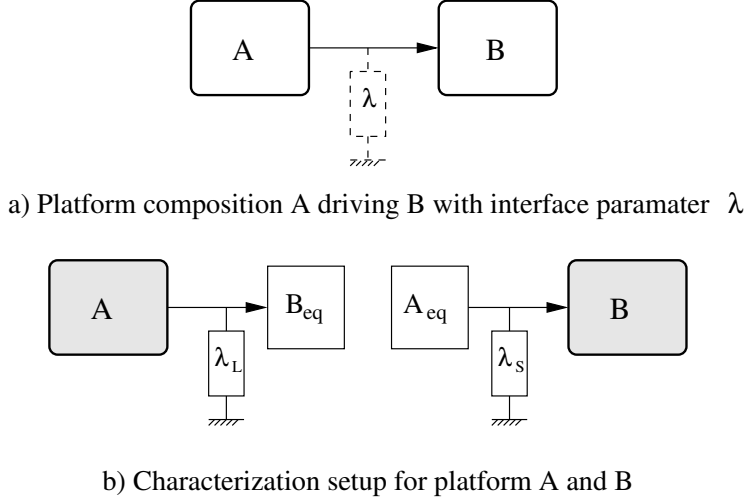 A B
λ
a) Platform composition A driving B with interface paramater λ
A B_eq A_eq B
λ_L λ_S
b) Characterization setup for platform A and B